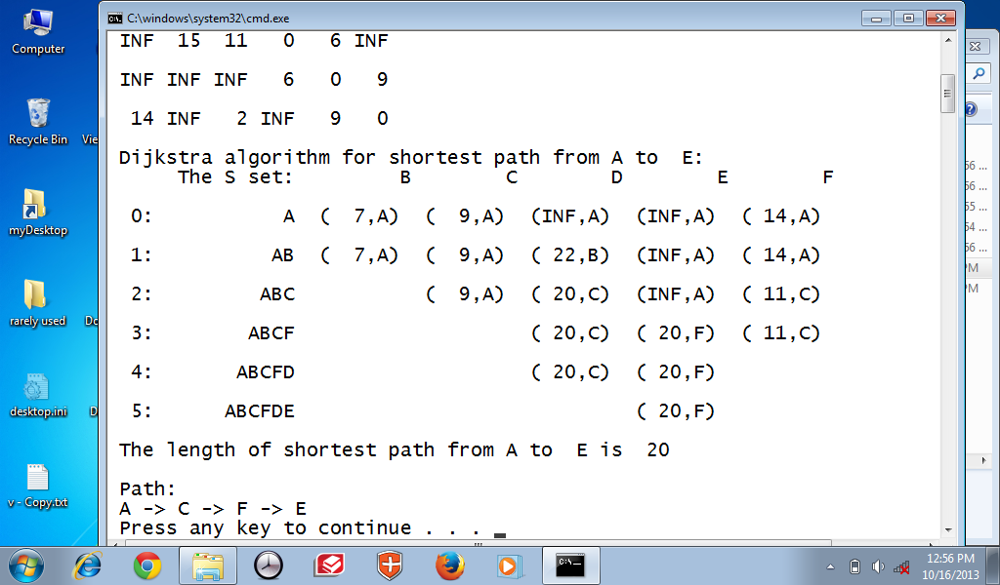 C:\windows\system32\cmd.exe
INF 15 11 0 6 INF
INF INF INF 6 0 9
14 INF 2 INF 9 0
Dijkstra algorithm for shortest path from A to E:
The S set: B C D E F
0: A ( 7,A) ( 9,A) (INF,A) (INF,A) ( 14,A)
1: AB ( 7,A) ( 9,A) ( 22,B) (INF,A) ( 14,A)
2: ABC ( 9,A) ( 20,C) (INF,A) ( 11,C)
3: ABCF ( 20,C) ( 20,F) ( 11,C)
4: ABCFD ( 20,C) ( 20,F)
5: ABCFDE ( 20,F)
The length of shortest path from A to E is 20
Path:
A -> C -> F -> E
Press any key to continue . . .
Computer
Recycle Bin
Vie
myDesktop
rarely used
Do
desktop.ini
D
v - Copy.txt
56 ...
56 ...
55 ...
54 ...
56 ...
PM
PM
C:\
12:56 PM
10/16/2013